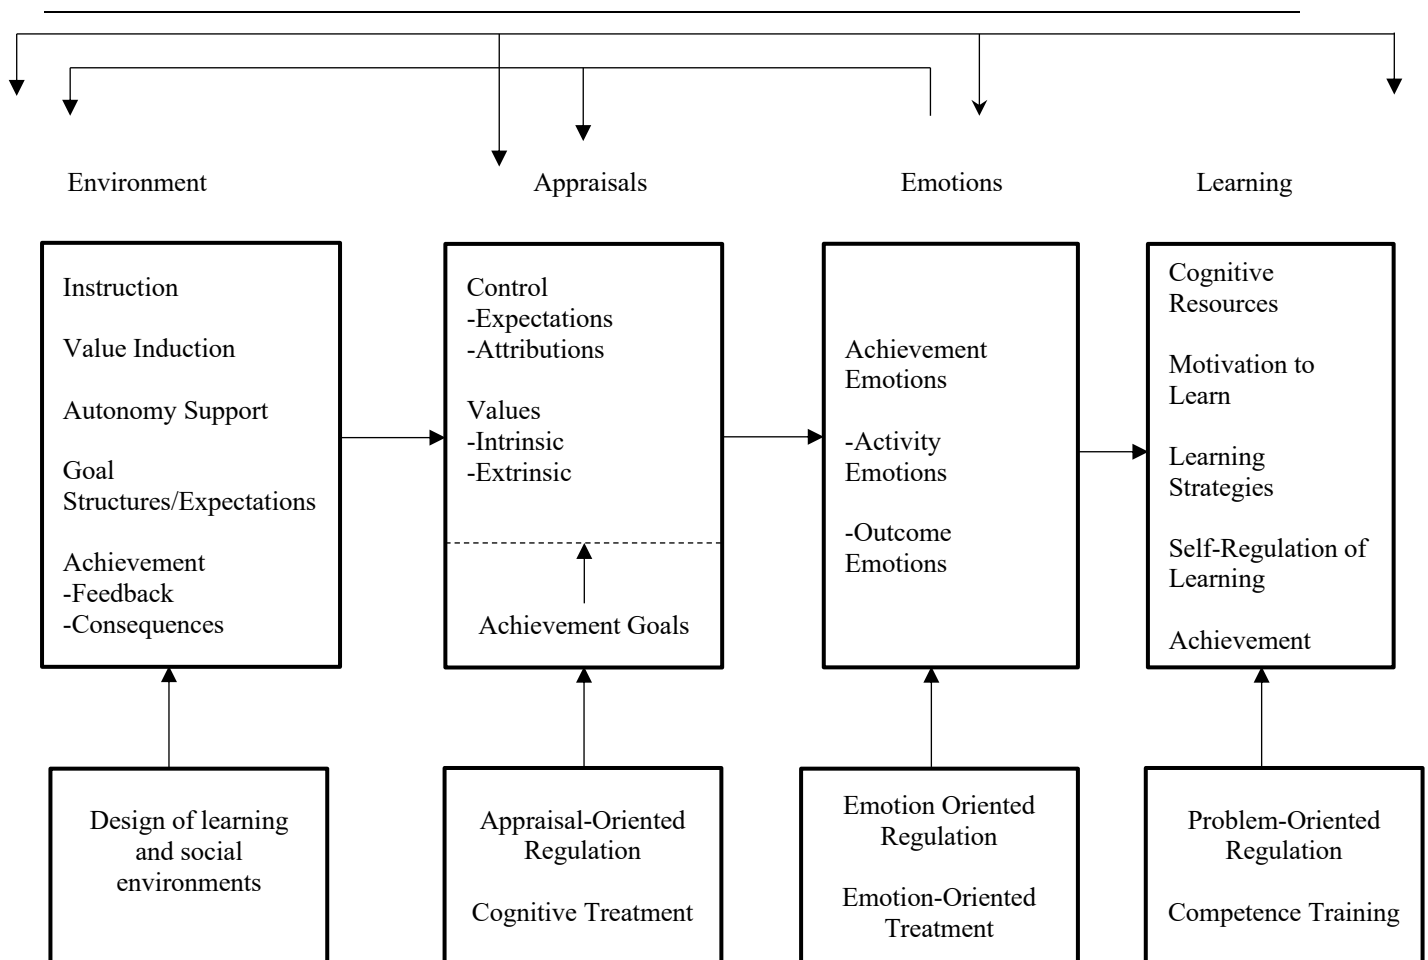 Environment
Appraisals
Emotions
Learning
Instruction
Value Induction
Autonomy Support
Goal
Structures/Expectations
Achievement
-Feedback
-Consequences
Control
-Expectations
-Attributions
Values
-Intrinsic
-Extrinsic
Achievement Goals
Achievement
Emotions
-Activity
Emotions
-Outcome
Emotions
Cognitive
Resources
Motivation to
Learn
Learning
Strategies
Self-Regulation of
Learning
Achievement
Design of learning
and social
environments
Appraisal-Oriented
Regulation
Cognitive Treatment
Emotion Oriented
Regulation
Emotion-Oriented
Treatment
Problem-Oriented
Regulation
Competence Training